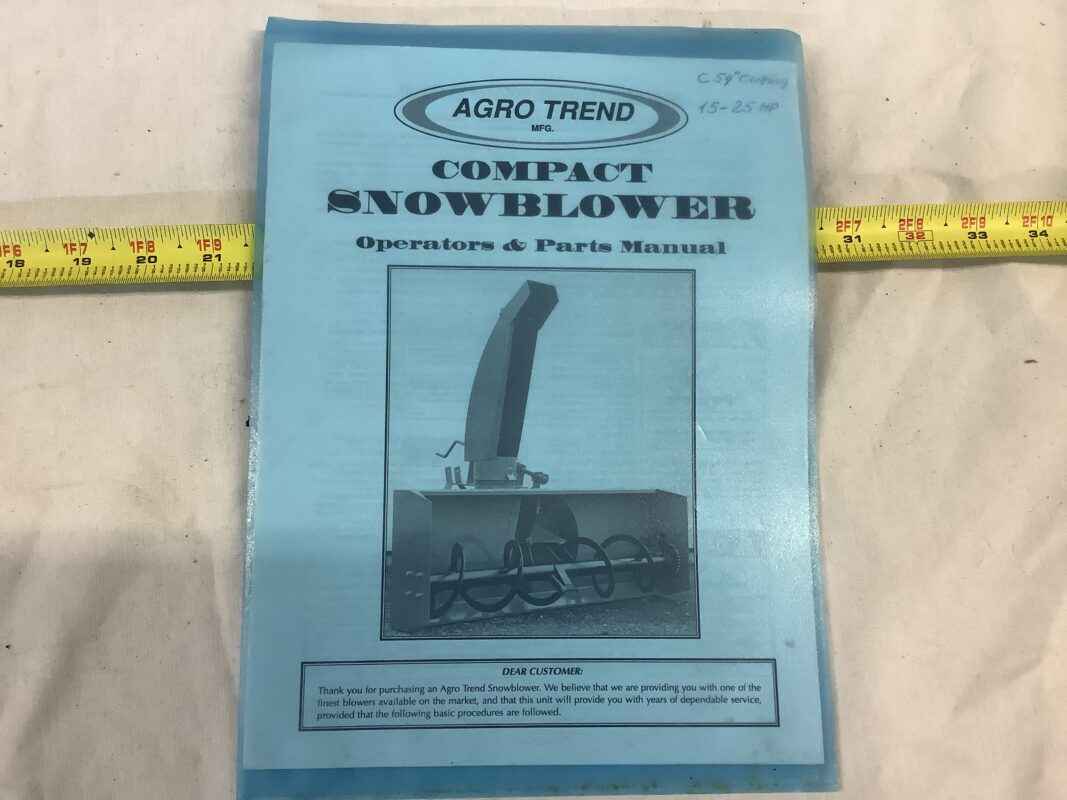 C 59"
15-25 HP
AGRO TREND
MFG.
COMPACT
SNOWBLOWER
Operators & Parts Manual
1F6 1F7 1F8 1F9
18 19 20 21
2F7 2F8 2F9 2F10
31 32 33 34
DEAR CUSTOMER:
Thank you for purchasing an Agro Trend Snowblower. We believe that we are providing you with one of the
finest blowers available on the market, and that this unit will provide you with years of dependable service,
provided that the following basic procedures are followed.